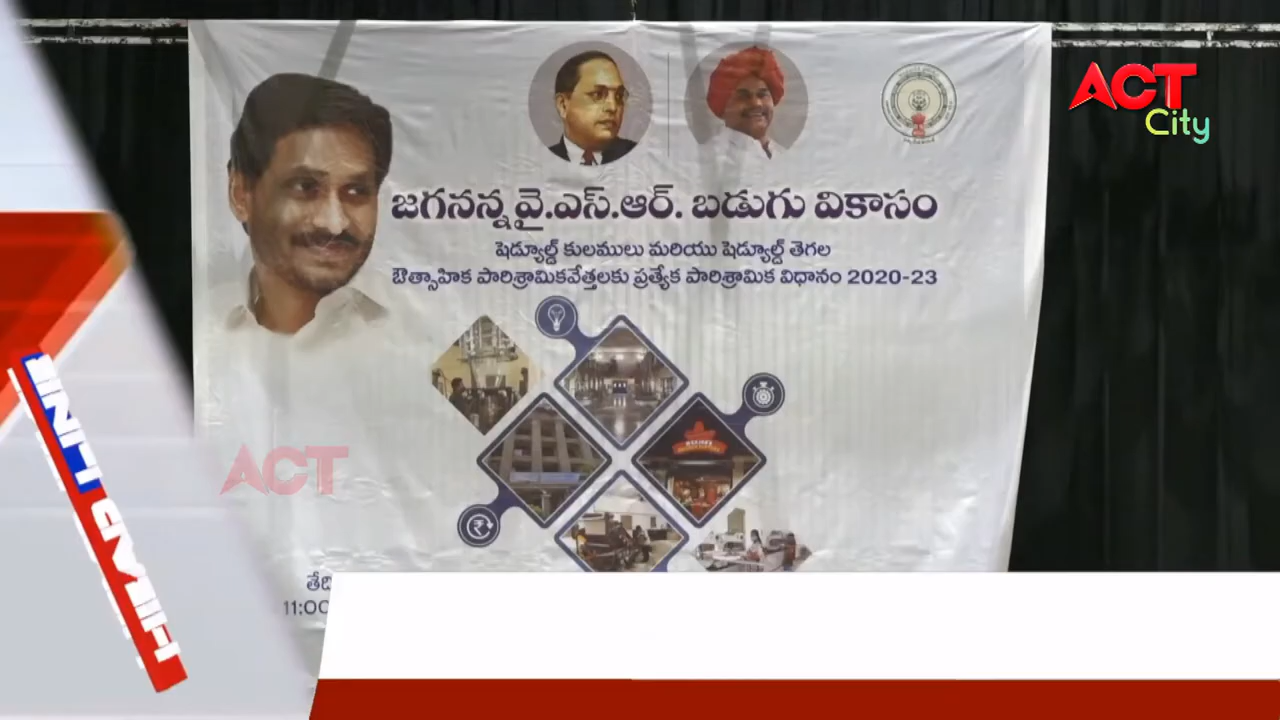 ACT
City
జగనన్న వై.ఎస్.ఆర్. బడుగు వికాసం
షెడ్యూల్డ్ కులములు మరియు షెడ్యూల్డ్ తెగల
ఔత్సాహిక పారిశ్రామికవేత్తలకు ప్రత్యేక పారిశ్రామిక విధానం 2020-23
ACT